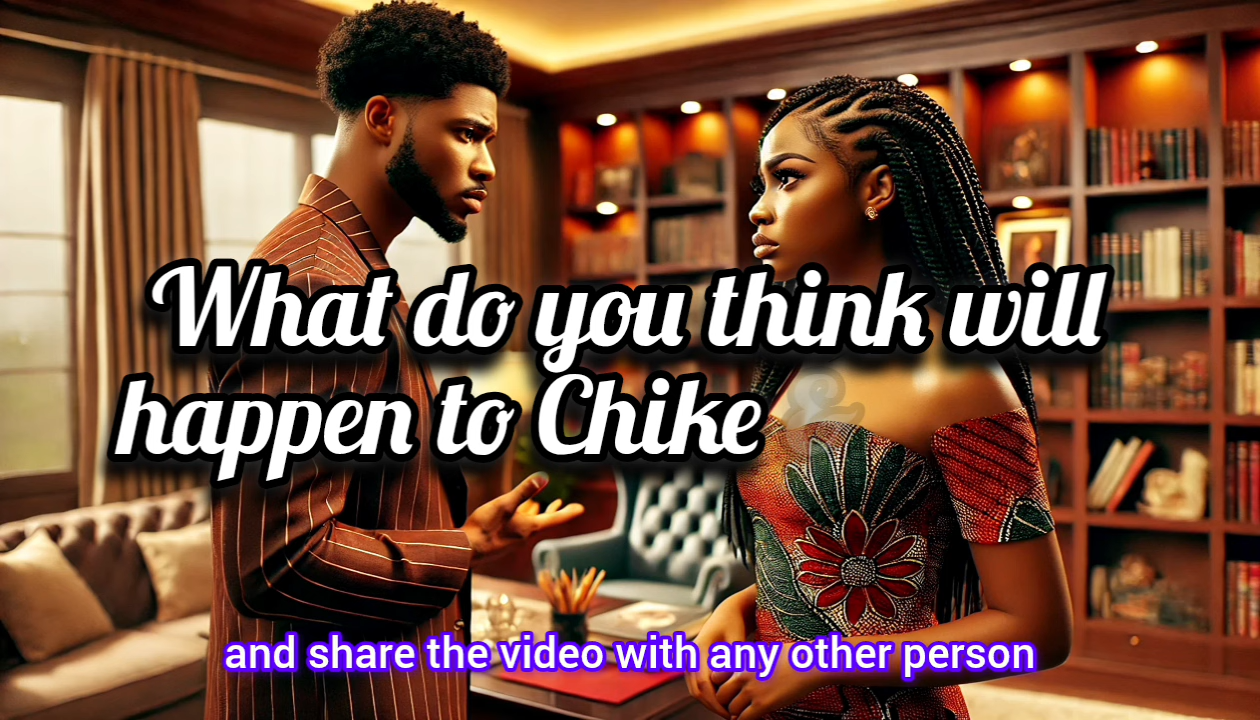 What do you think will
happen to Chike &
and share the video with any other person